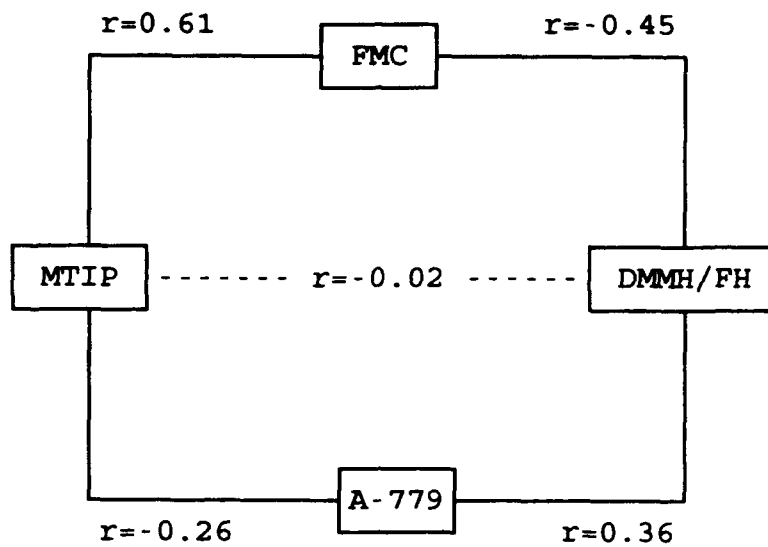 r=0.61
FMC
r=-0.45
MTIP
r=-0.02
DMMH/FH
A-779
r=-0.26
r=0.36